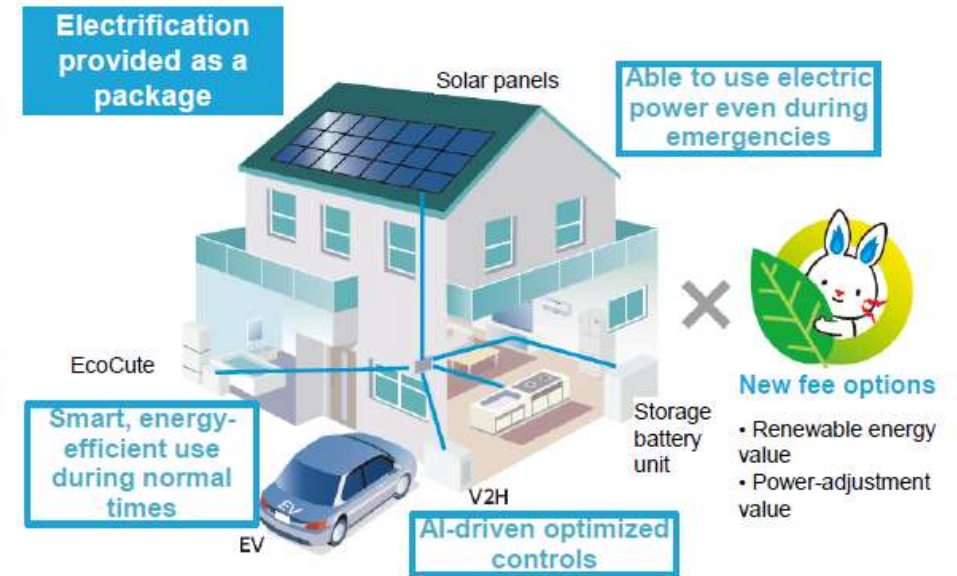 Electrification
provided as a
package
Solar panels
Able to use electric
power even during
emergencies
EcoCute
Smart, energy-
efficient use
during normal
times
EV
EV
V2H
AI-driven optimized
controls
Storage
battery
unit
New fee options
• Renewable energy
value
• Power-adjustment
value